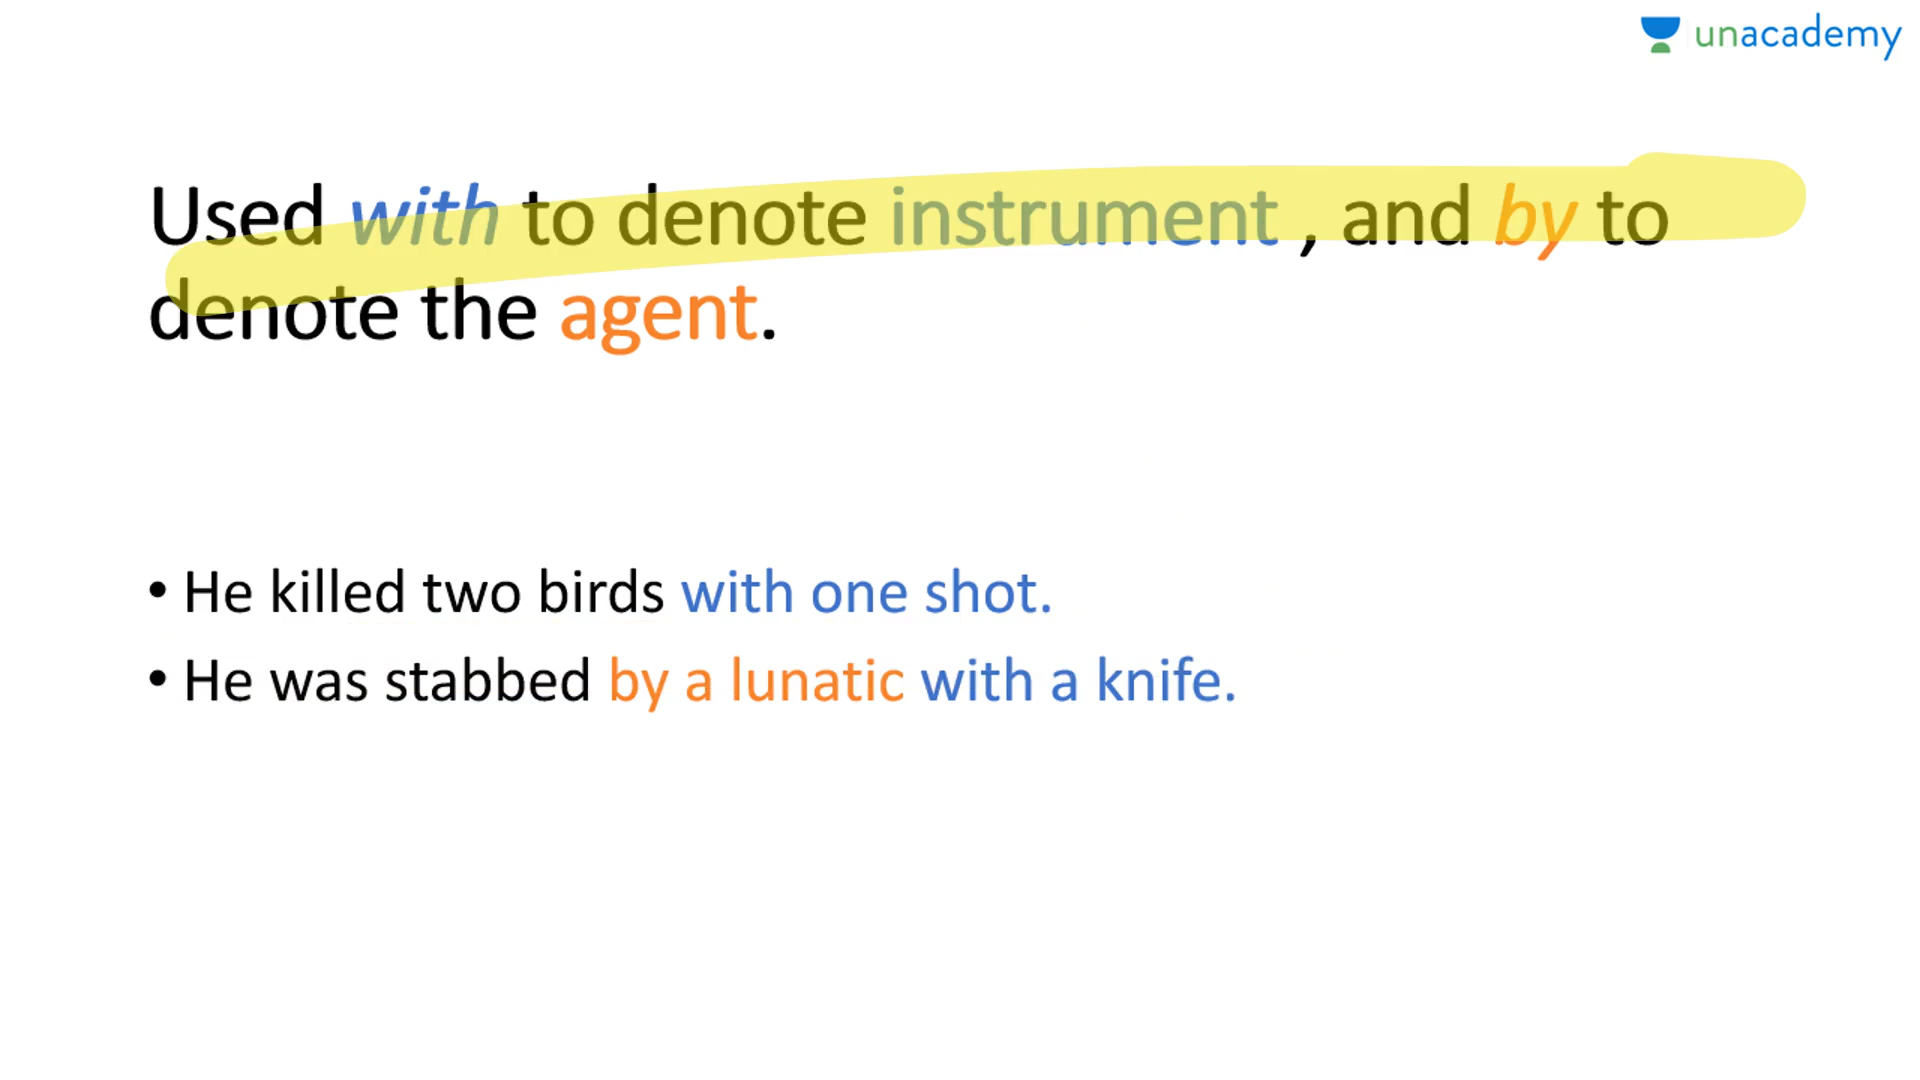 unacademy
Used with to denote instrument , and by to
denote the agent.
• He killed two birds with one shot.
• He was stabbed by a lunatic with a knife.